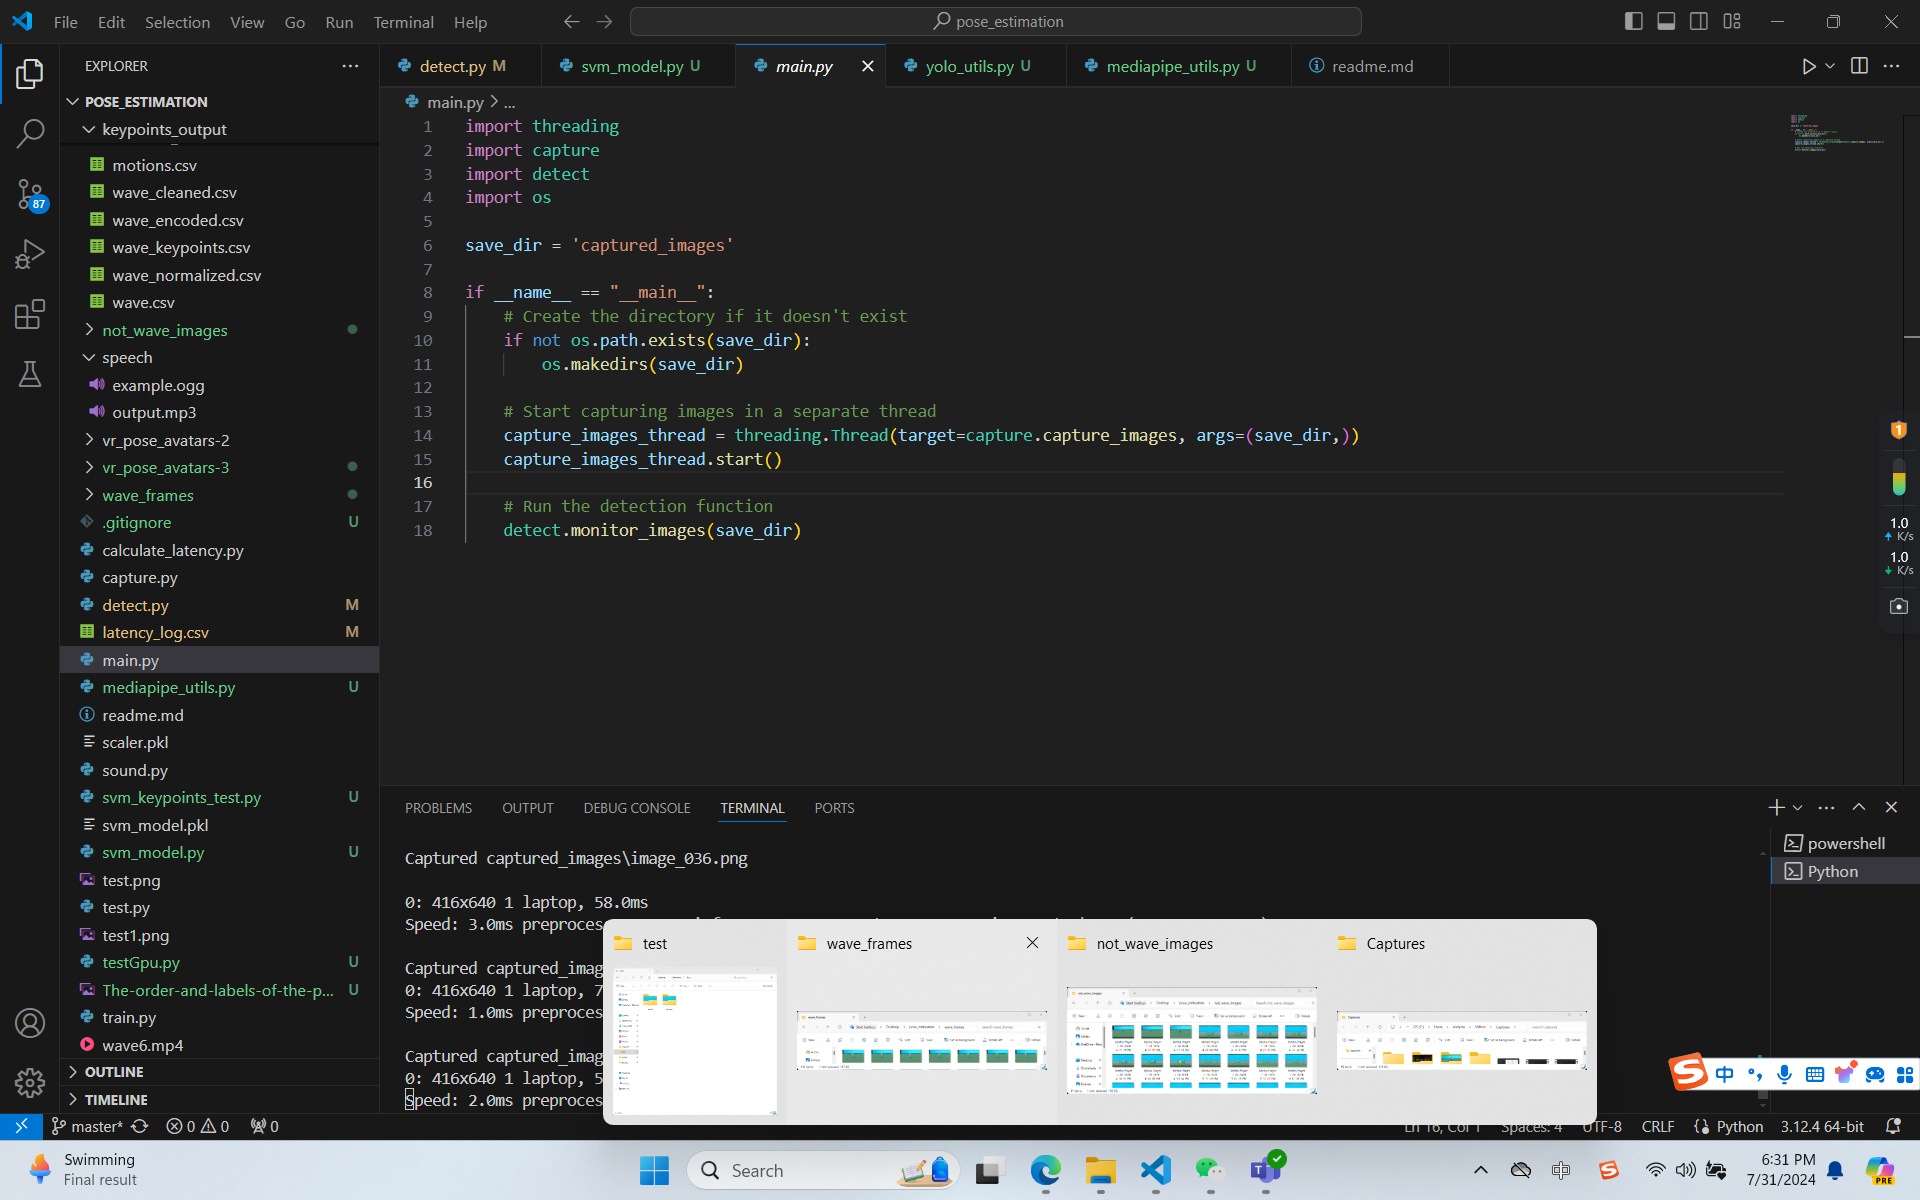 File Edit Selection View Go Run Terminal Help
pose_estimation
EXPLORER
POSE_ESTIMATION
keypoints_output
motions.csv
wave_cleaned.csv
wave_encoded.csv
wave_keypoints.csv
wave_normalized.csv
wave.csv
not_wave_images
speech
example.ogg
output.mp3
vr_pose_avatars-2
vr_pose_avatars-3
wave_frames
.gitignore U
calculate_latency.py
capture.py
detect.py M
latency_log.csv M
main.py
mediapipe_utils.py U
readme.md
scaler.pkl
sound.py
svm_keypoints_test.py U
svm_model.pkl
svm_model.py U
test.png
test.py
test1.png
testGpu.py U
The-order-and-labels-of-the-p... U
train.py
wave6.mp4
OUTLINE
TIMELINE
87
detect.py M svm_model.py U main.py yolo_utils.py U mediapipe_utils.py U readme.md
main.py > ...
1 import threading
2 import capture
3 import detect
4 import os
5
6 save_dir = 'captured_images'
7
8 if __name__ == "__main__":
9 # Create the directory if it doesn't exist
10 if not os.path.exists(save_dir):
11 os.makedirs(save_dir)
12
13 # Start capturing images in a separate thread
14 capture_images_thread = threading.Thread(target=capture.capture_images, args=(save_dir,))
15 capture_images_thread.start()
16
17 # Run the detection function
18 detect.monitor_images(save_dir)
1
1.0
K/s
1.0
K/s
PROBLEMS OUTPUT DEBUG CONSOLE TERMINAL PORTS
powershell
Python
Captured captured_images\image_036.png
0: 416x640 1 laptop, 58.0ms
Speed: 3.0ms preproces
Captured captured_imag
0: 416x640 1 laptop, 7
Speed: 1.0ms preproces
Captured captured_imag
0: 416x640 1 laptop, 5
Speed: 2.0ms preproces
test
wave_frames
not_wave_images
Captures
中
master* 0 0 0
Ln 16, Col 1 Spaces: 4 UTF-8 CRLF Python 3.12.4 64-bit
Swimming
Final result
Search
6:31 PM
7/31/2024
PRE